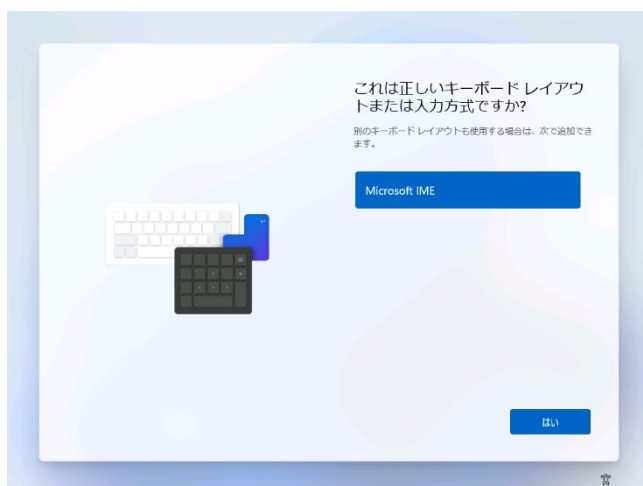 これは正しいキーボード レイアウ
トまたは入力方式ですか?
別のキーボード レイアウトも使用する場合は、次で追加でき
ます。
Microsoft IME
はい